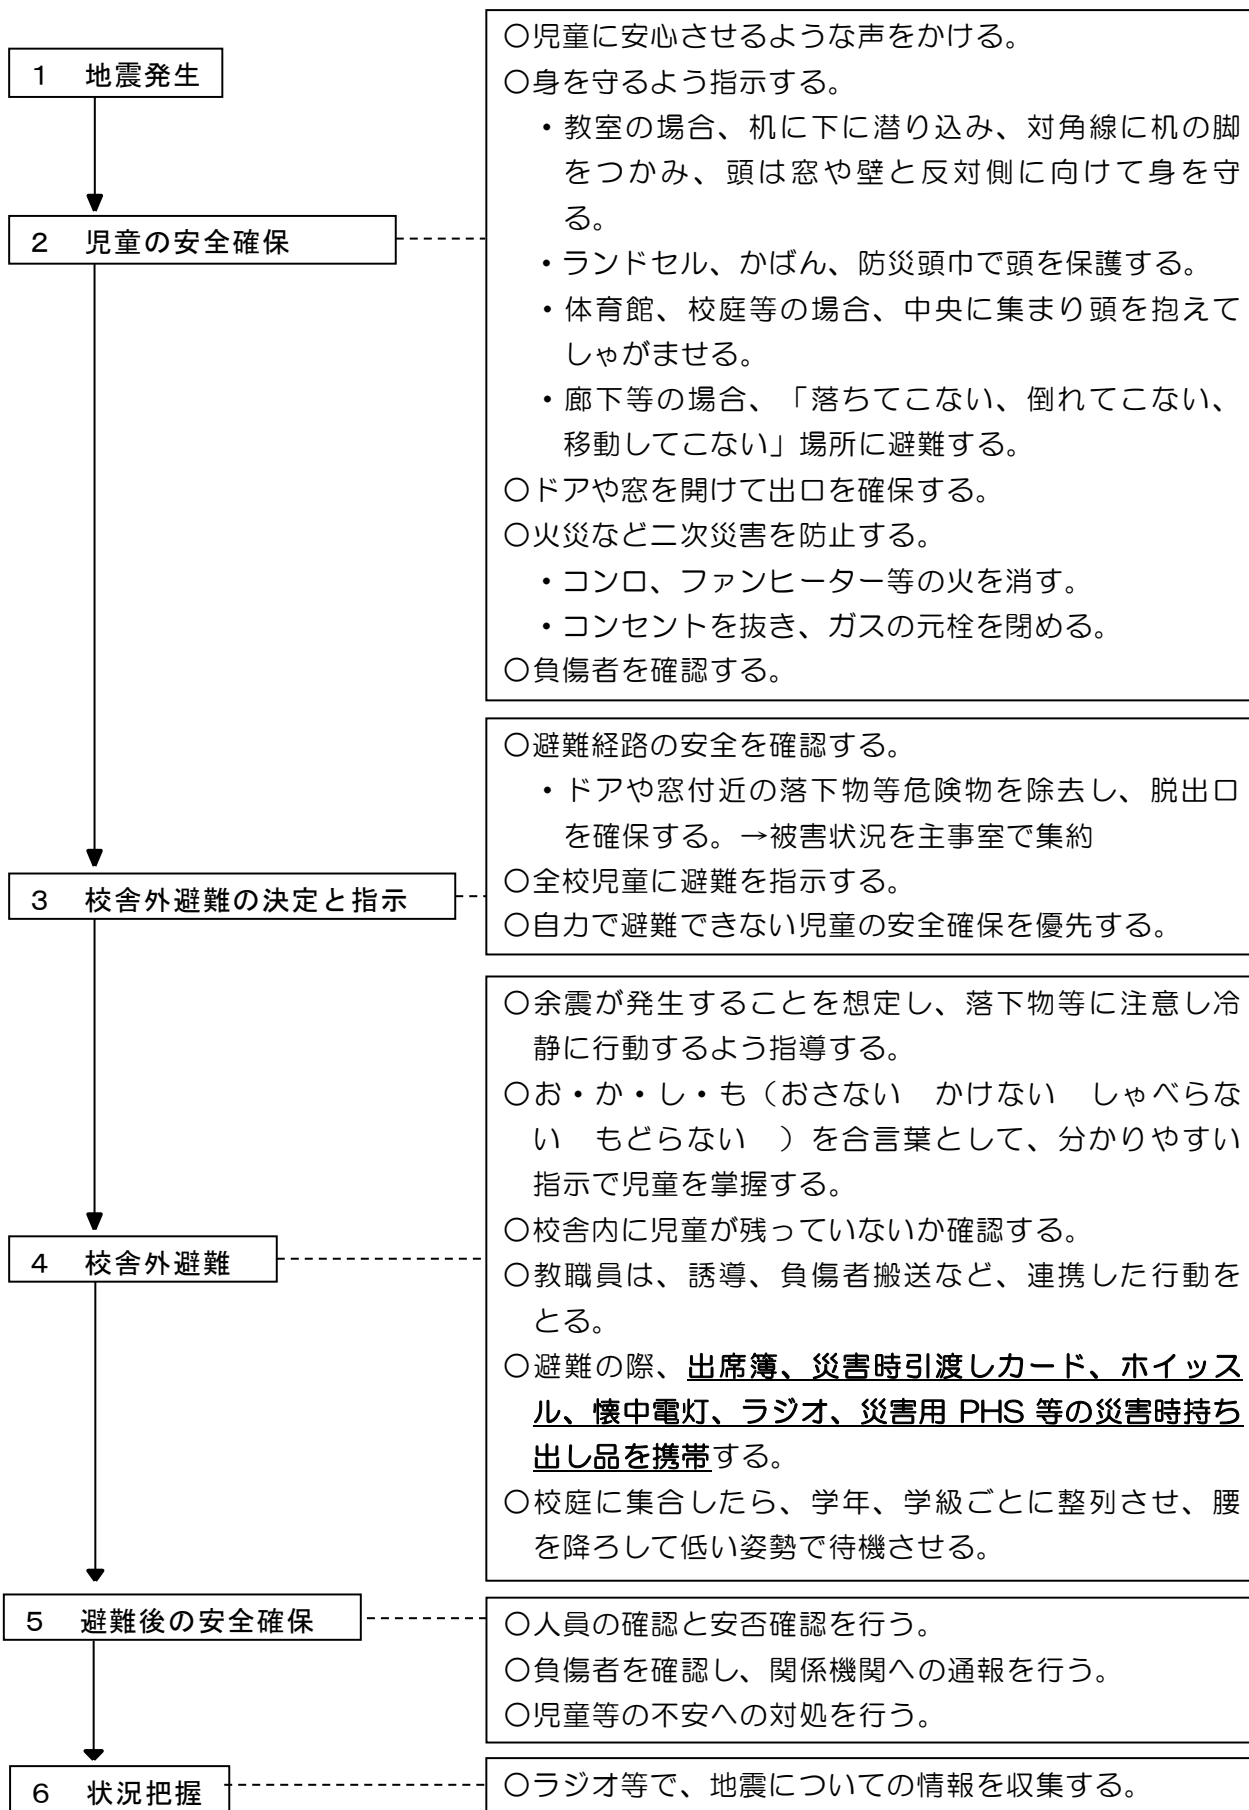 1　地震発生
○児童に安心させるような声をかける。
○身を守るよう指示する。
・教室の場合、机に下に潜り込み、対角線に机の脚
をつかみ、頭は窓や壁と反対側に向けて身を守
る。
・ランドセル、かばん、防災頭巾で頭を保護する。
・体育館、校庭等の場合、中央に集まり頭を抱えて
しゃがませる。
・廊下等の場合、「落ちてこない、倒れてこない、
移動してこない」場所に避難する。
○ドアや窓を開けて出口を確保する。
○火災など二次災害を防止する。
・コンロ、ファンヒーター等の火を消す。
・コンセントを抜き、ガスの元栓を閉める。
○負傷者を確認する。
2　児童の安全確保
○避難経路の安全を確認する。
・ドアや窓付近の落下物等危険物を除去し、脱出口
を確保する。→被害状況を主事室で集約
○全校児童に避難を指示する。
○自力で避難できない児童の安全確保を優先する。
3　校舎外避難の決定と指示
○余震が発生することを想定し、落下物等に注意し冷
静に行動するよう指導する。
○お・か・し・も（おさない　かけない　しゃべらな
い　もどらない　）を合言葉として、分かりやすい
指示で児童を掌握する。
○校舎内に児童が残っていないか確認する。
○教職員は、誘導、負傷者搬送など、連携した行動を
とる。
○避難の際、出席簿、災害時引渡しカード、ホイッス
ル、懐中電灯、ラジオ、災害用 PHS 等の災害時持ち
出し品を携帯する。
○校庭に集合したら、学年、学級ごとに整列させ、腰
を降ろして低い姿勢で待機させる。
4　校舎外避難
5　避難後の安全確保
○人員の確認と安否確認を行う。
○負傷者を確認し、関係機関への通報を行う。
○児童等の不安への対処を行う。
6　状況把握
○ラジオ等で、地震についての情報を収集する。